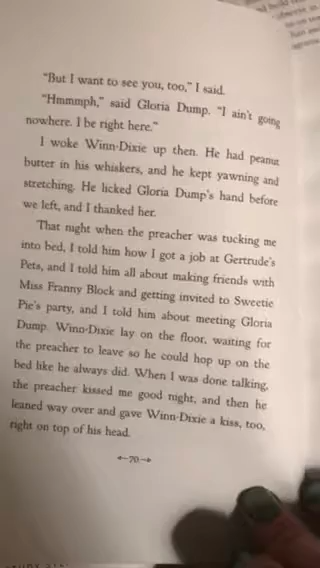 "But I want to see you, too," I said.
"Hmmmph," said Gloria Dump. "I ain't going
nowhere. I be right here."
I woke Winn-Dixie up then. He had peanut
butter in his whiskers, and he kept yawning and
stretching. He licked Gloria Dump's hand before
we left, and I thanked her.
That night when the preacher was tucking me
into bed, I told him how I got a job at Gertrude's
Pets, and I told him all about making friends with
Miss Franny Block and getting invited to Sweetie
Pie's party, and I told him about meeting Gloria
Dump. Winn-Dixie lay on the floor, waiting for
the preacher to leave so he could hop up on the
bed like he always did. When I was done talking,
the preacher kissed me good night, and then he
leaned way over and gave Winn-Dixie a kiss, too,
right on top of his head.
70